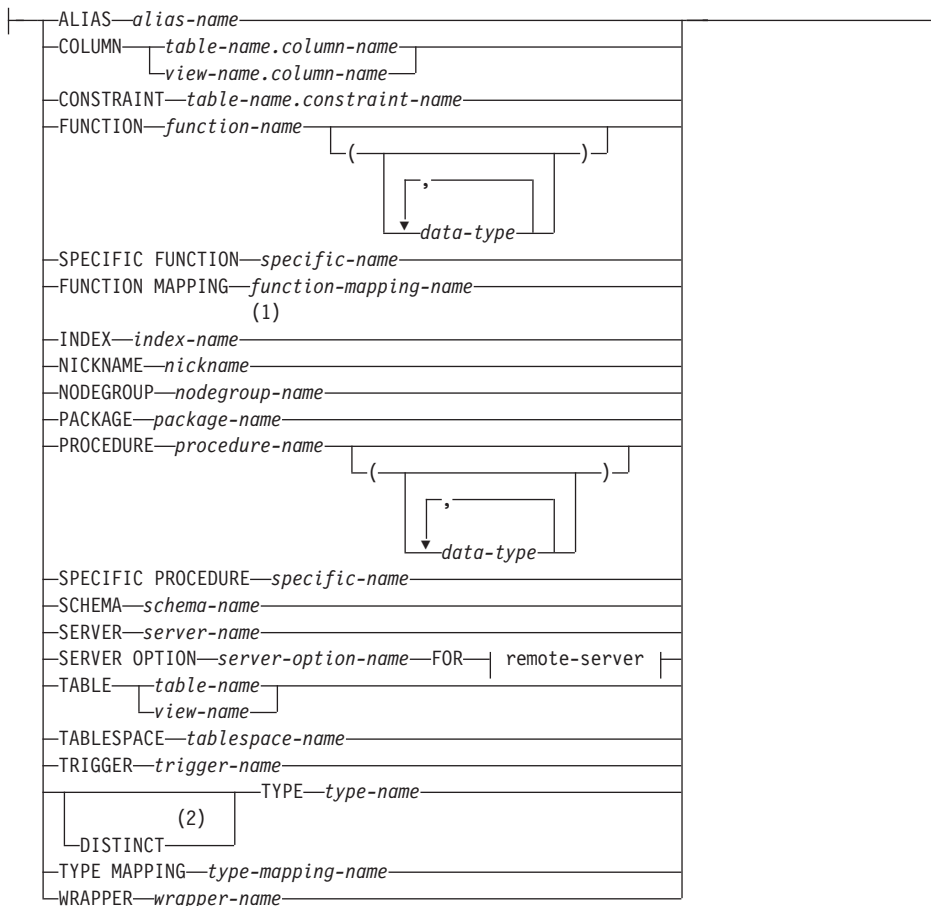 ALIAS alias-name
COLUMN table-name.column-name
view-name.column-name
CONSTRAINT table-name.constraint-name
FUNCTION function-name
( )
,
data-type
SPECIFIC FUNCTION specific-name
FUNCTION MAPPING function-mapping-name
(1)
INDEX index-name
NICKNAME nickname
NODEGROUP nodegroup-name
PACKAGE package-name
PROCEDURE procedure-name
( )
,
data-type
SPECIFIC PROCEDURE specific-name
SCHEMA schema-name
SERVER server-name
SERVER OPTION server-option-name FOR remote-server
TABLE table-name
view-name
TABLESPACE tablespace-name
TRIGGER trigger-name
TYPE type-name
(2)
DISTINCT
TYPE MAPPING type-mapping-name
WRAPPER wrapper-name